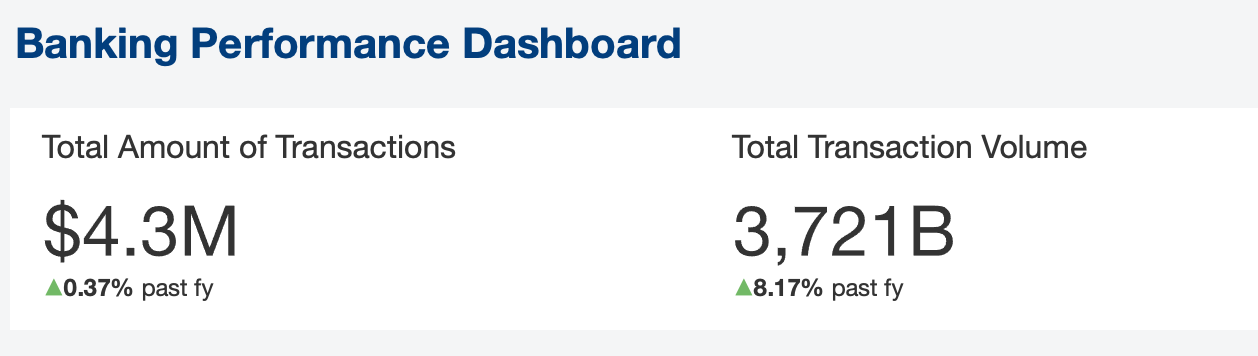 Banking Performance Dashboard
Total Amount of Transactions
$4.3M
▲0.37% past fy
Total Transaction Volume
3,721B
▲8.17% past fy